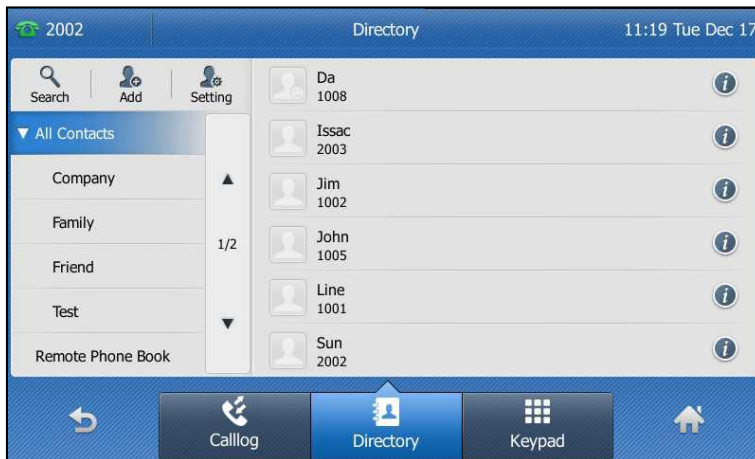 2002
Directory
11:19 Tue Dec 17
Search
Add
Setting
All Contacts
Company
Family
Friend
Test
Remote Phone Book
1/2
Da
1008
Issac
2003
Jim
1002
John
1005
Line
1001
Sun
2002
Calllog
Directory
Keypad